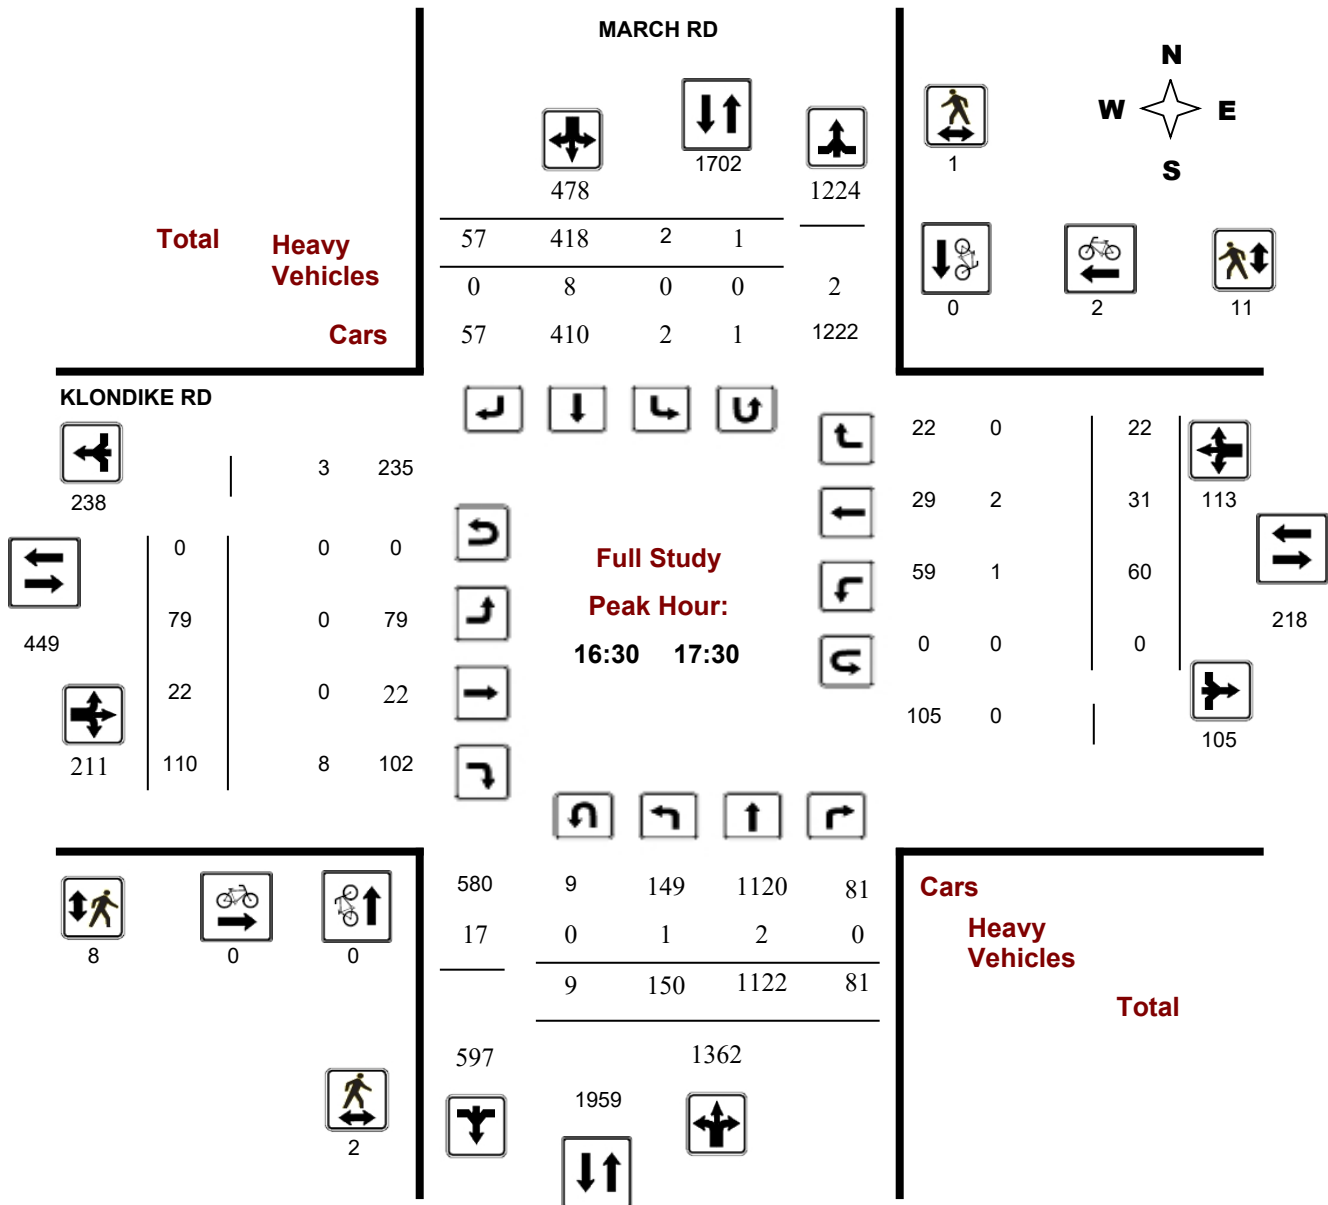 MARCH RD
N
W E
S
1702
1
478
1224
Total
Heavy
Vehicles
Cars
57 418 2 1
0 8 0 0 2
57 410 2 1 1222
0 2 11
KLONDIKE RD
238
3 235
0 0 0
79 0 79
449
22 0 22
211
110 8 102
Full Study
Peak Hour:
16:30 17:30
22 0 22
113
29 2 31
59 1 60
218
0 0 0
105 0
105
580 9 149 1120 81
17 0 1 2 0
9 150 1122 81
597
1362
1959
8 0 0
2
Cars
Heavy
Vehicles
Total